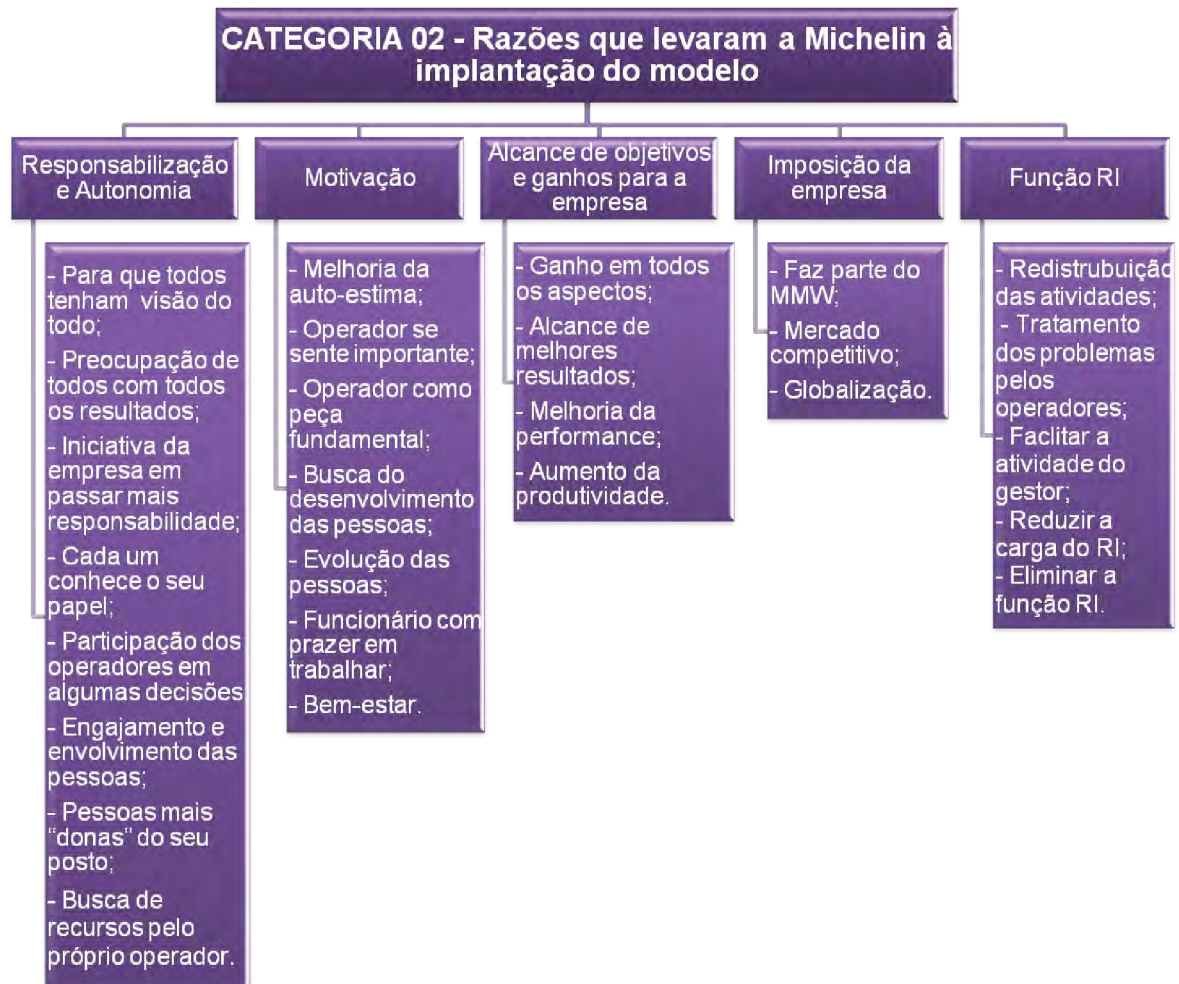 CATEGORIA 02 - Razões que levaram a Michelin à
implantação do modelo
Responsabilização
e Autonomia
- Para que todos
tenham visão do
todo;
- Preocupação de
todos com todos
os resultados;
- Iniciativa da
empresa em
passar mais
responsabilidade;
- Cada um
conhece o seu
papel;
- Participação dos
operadores em
algumas decisões
- Engajamento e
envolvimento das
pessoas;
- Pessoas mais
“donas“ do seu
posto;
- Busca de
recursos pelo
próprio operador.
Motivação
- Melhoria da
auto-estima;
- Operador se
sente importante;
- Operador como
peça
fundamental;
- Busca do
desenvolvimento
das pessoas;
- Evolução das
pessoas;
- Funcionário com
prazer em
trabalhar;
- Bem-estar.
Alcance de objetivos
e ganhos para a
empresa
- Ganho em todos
os aspectos;
- Alcance de
melhores
resultados;
- Melhoria da
performance;
- Aumento da
produtividade.
Imposição da
empresa
- Faz parte do
MMW;
- Mercado
competitivo;
- Globalização.
Função RI
- Redistrubuição
das atividades;
- Tratamento
dos problemas
pelos
operadores;
- Faclitar a
atividade do
gestor;
- Reduzir a
carga do RI;
- Eliminar a
função RI.